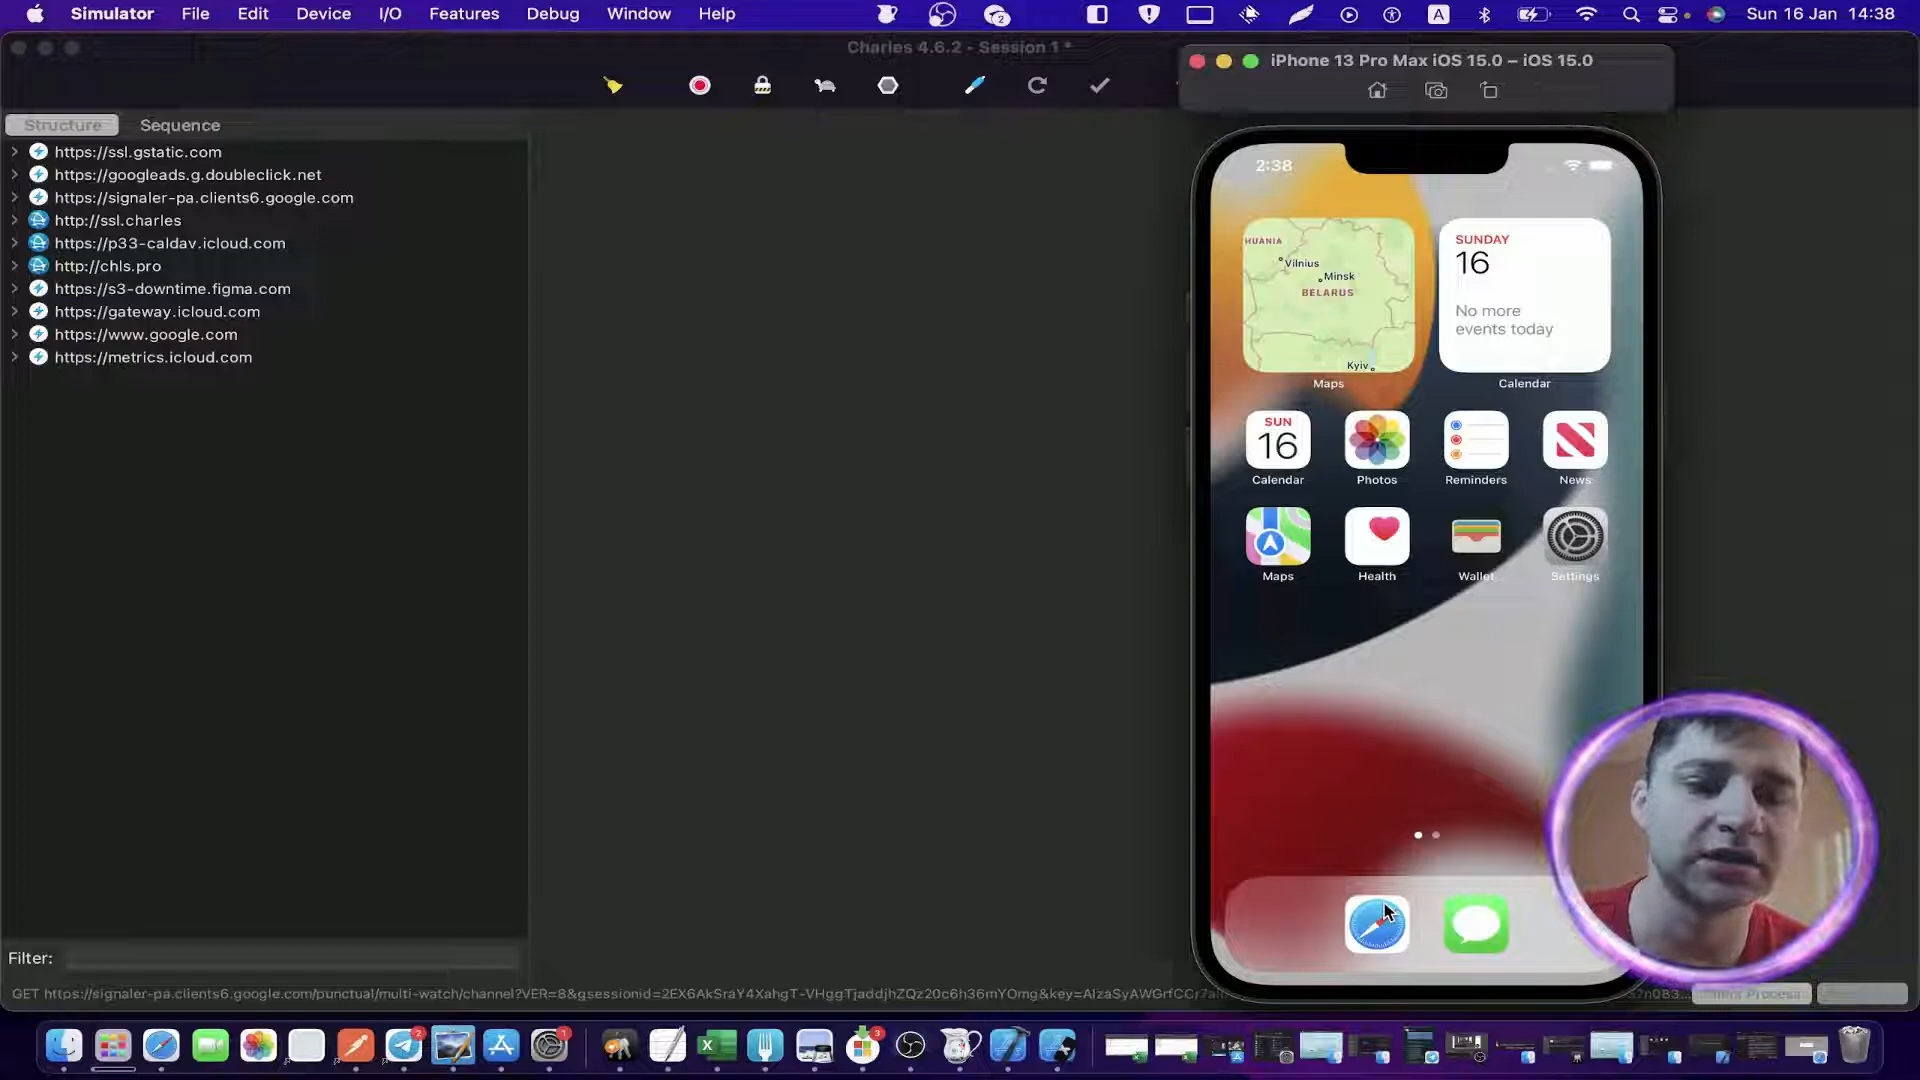 Simulator File Edit Device I/O Features Debug Window Help 2 A Sun 16 Jan 14:38
Charles 4.6.2 - Session 1 *
iPhone 13 Pro Max iOS 15.0 – iOS 15.0
Structure Sequence
https://ssl.gstatic.com
https://googleads.g.doubleclick.net
https://signaler-pa.clients6.google.com
http://ssl.charles
https://p33-caldav.icloud.com
http://chls.pro
https://s3-downtime.figma.com
https://gateway.icloud.com
https://www.google.com
https://metrics.icloud.com
2:38
HUANIA
Vilnius
Minsk
BELARUS
Kyiv
Maps
SUNDAY
16
No more
events today
Calendar
SUN
16
Calendar Photos Reminders News
Maps Health Wallet Settings
Filter:
GET https://signaler-pa.clients6.google.com/punctual/multi-watch/channel?VER=8&gsessionid=
2 1 X 3